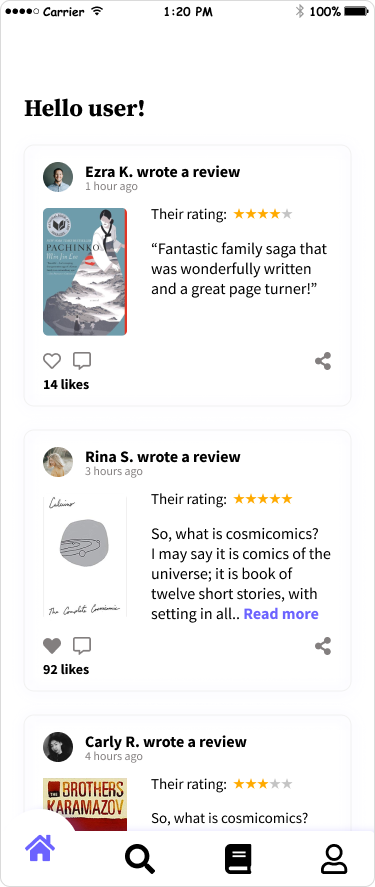 Carrier 1:20 PM 100%
Hello user!
Ezra K. wrote a review
1 hour ago
PACHINKO
Min Jin Lee
Their rating:
“Fantastic family saga that
was wonderfully written
and a great page turner!”
14 likes
Rina S. wrote a review
3 hours ago
Calvino
The Complete Cosmicomics
Their rating:
So, what is cosmicomics?
I may say it is comics of the
universe; it is book of
twelve short stories, with
setting in all.. Read more
92 likes
Carly R. wrote a review
4 hours ago
THE BROTHERS
KARAMAZOV
Their rating:
So, what is cosmicomics?